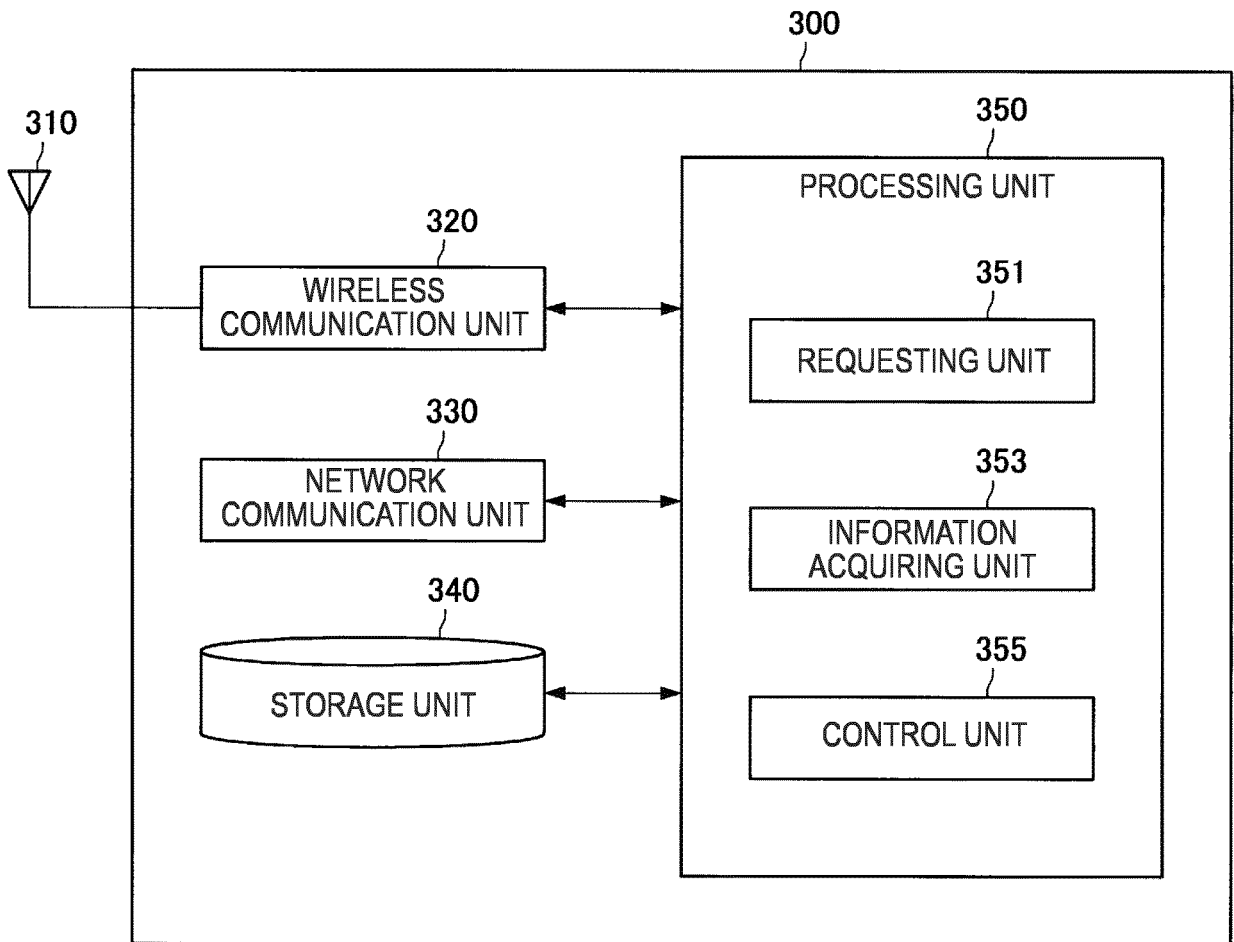 300
310
350
PROCESSING UNIT
320
WIRELESS
COMMUNICATION UNIT
351
REQUESTING UNIT
330
NETWORK
COMMUNICATION UNIT
353
INFORMATION
ACQUIRING UNIT
340
STORAGE UNIT
355
CONTROL UNIT